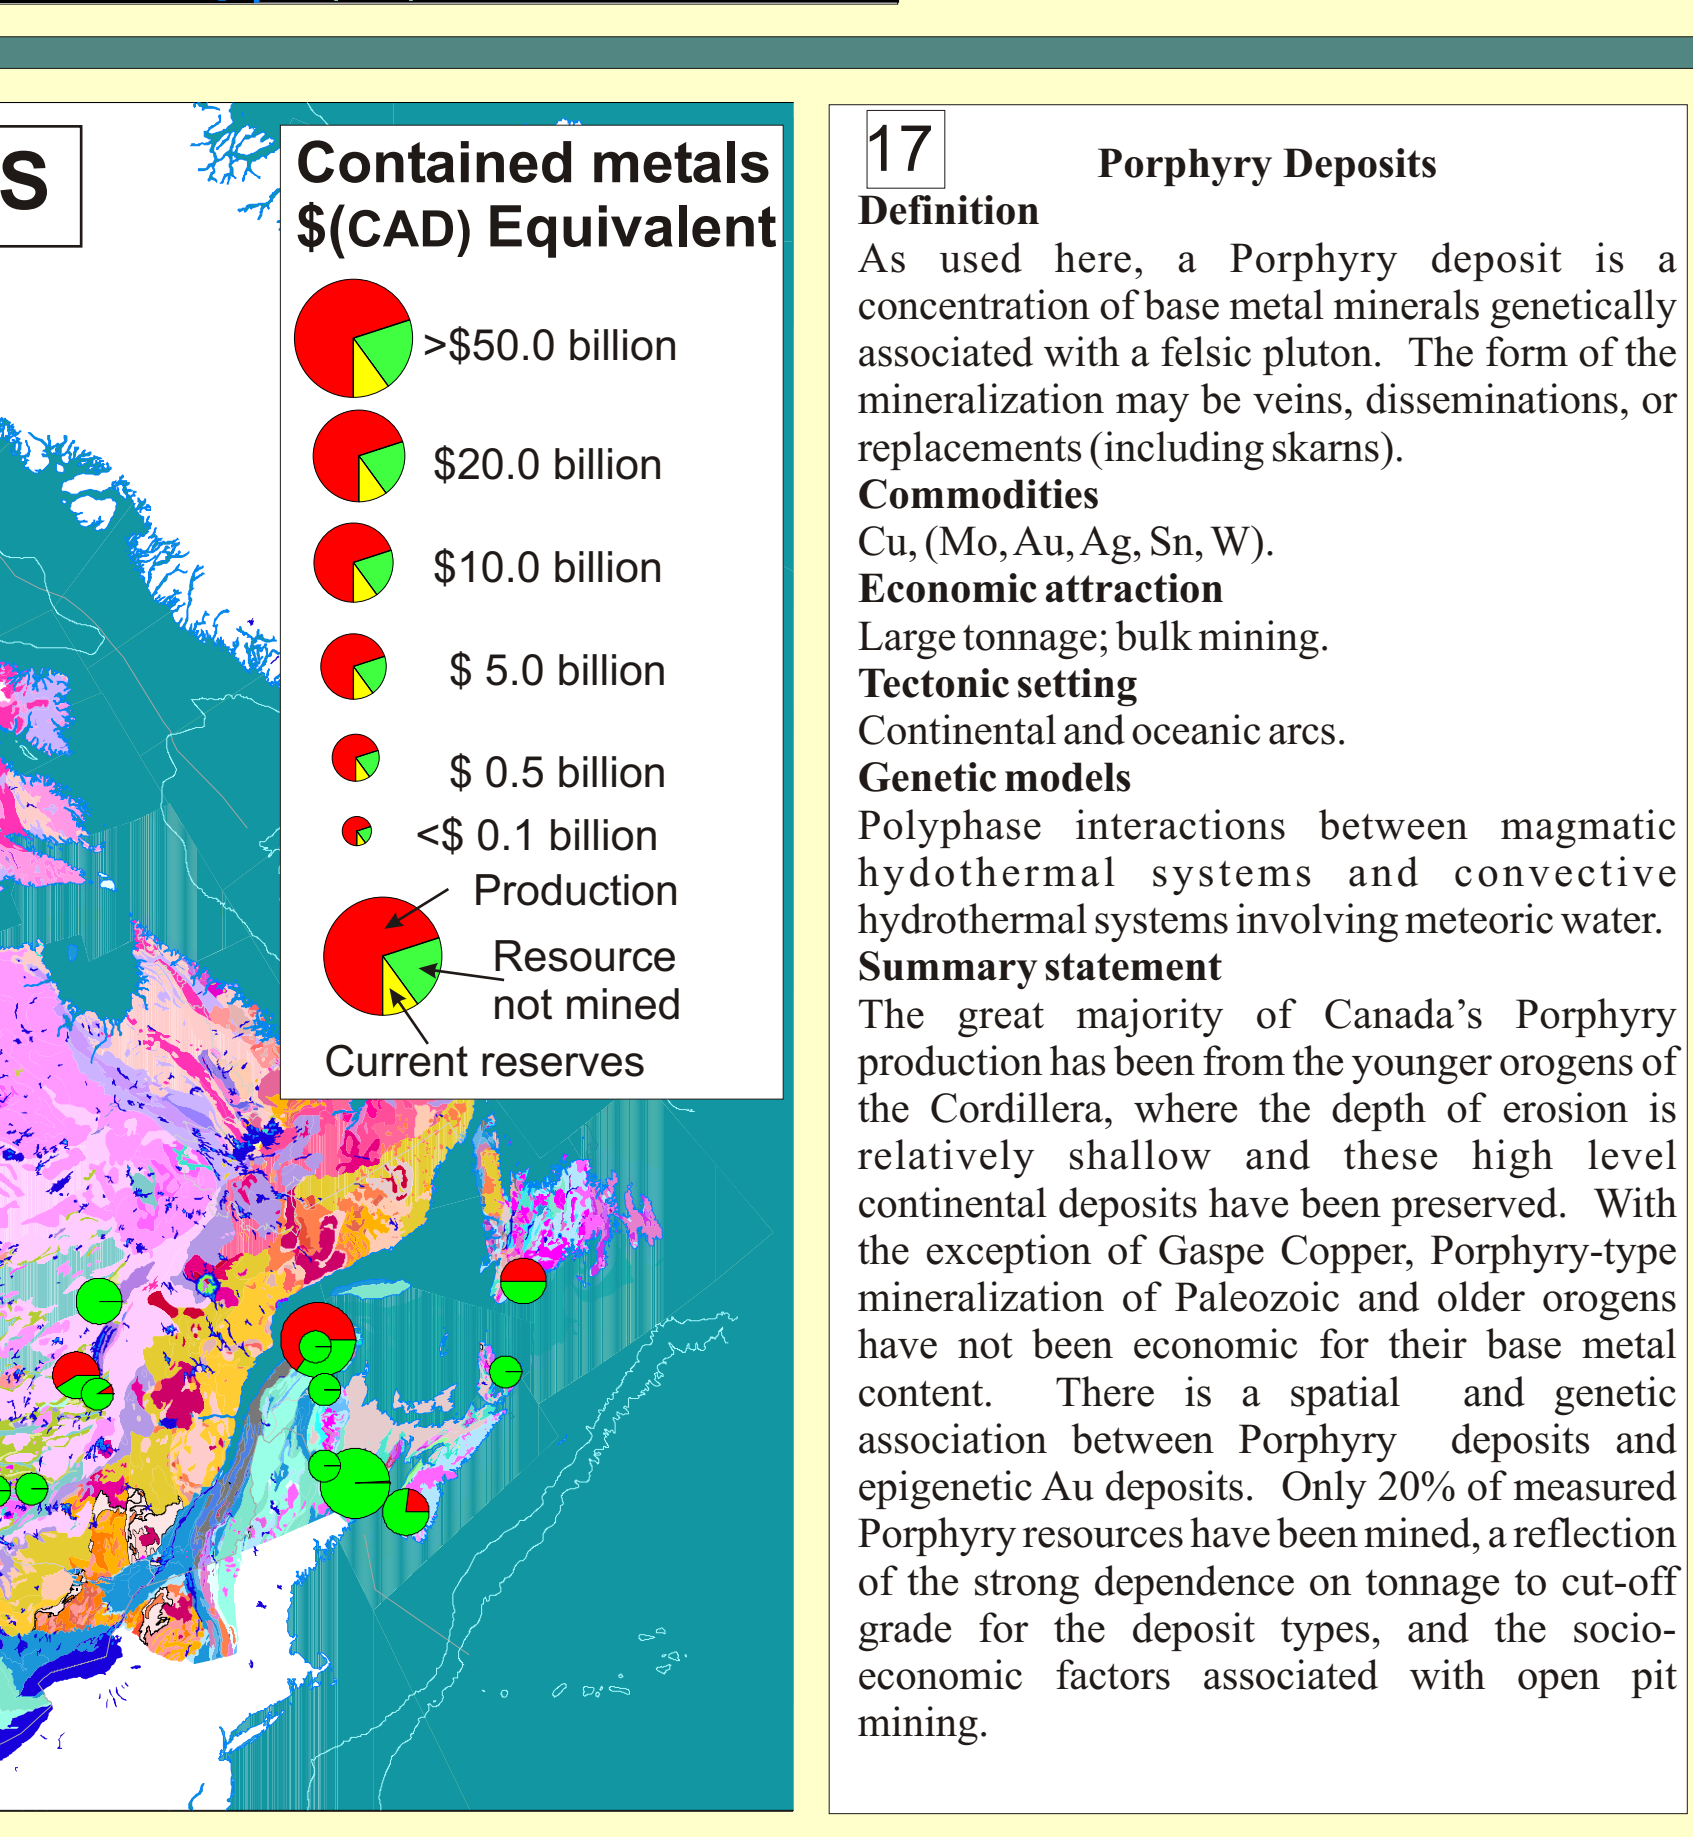 S
Contained metals
$(CAD) Equivalent
>$50.0 billion
$20.0 billion
$10.0 billion
$ 5.0 billion
$ 0.5 billion
<$ 0.1 billion
Production
Resource
not mined
Current reserves
17
Porphyry Deposits
Definition
As used here, a Porphyry deposit is a
concentration of base metal minerals genetically
associated with a felsic pluton. The form of the
mineralization may be veins, disseminations, or
replacements (including skarns).
Commodities
Cu, (Mo, Au, Ag, Sn, W).
Economic attraction
Large tonnage; bulk mining.
Tectonic setting
Continental and oceanic arcs.
Genetic models
Polyphase interactions between magmatic
hydothermal systems and convective
hydrothermal systems involving meteoric water.
Summary statement
The great majority of Canada's Porphyry
production has been from the younger orogens of
the Cordillera, where the depth of erosion is
relatively shallow and these high level
continental deposits have been preserved. With
the exception of Gaspe Copper, Porphyry-type
mineralization of Paleozoic and older orogens
have not been economic for their base metal
content. There is a spatial and genetic
association between Porphyry deposits and
epigenetic Au deposits. Only 20% of measured
Porphyry resources have been mined, a reflection
of the strong dependence on tonnage to cut-off
grade for the deposit types, and the socio-
economic factors associated with open pit
mining.